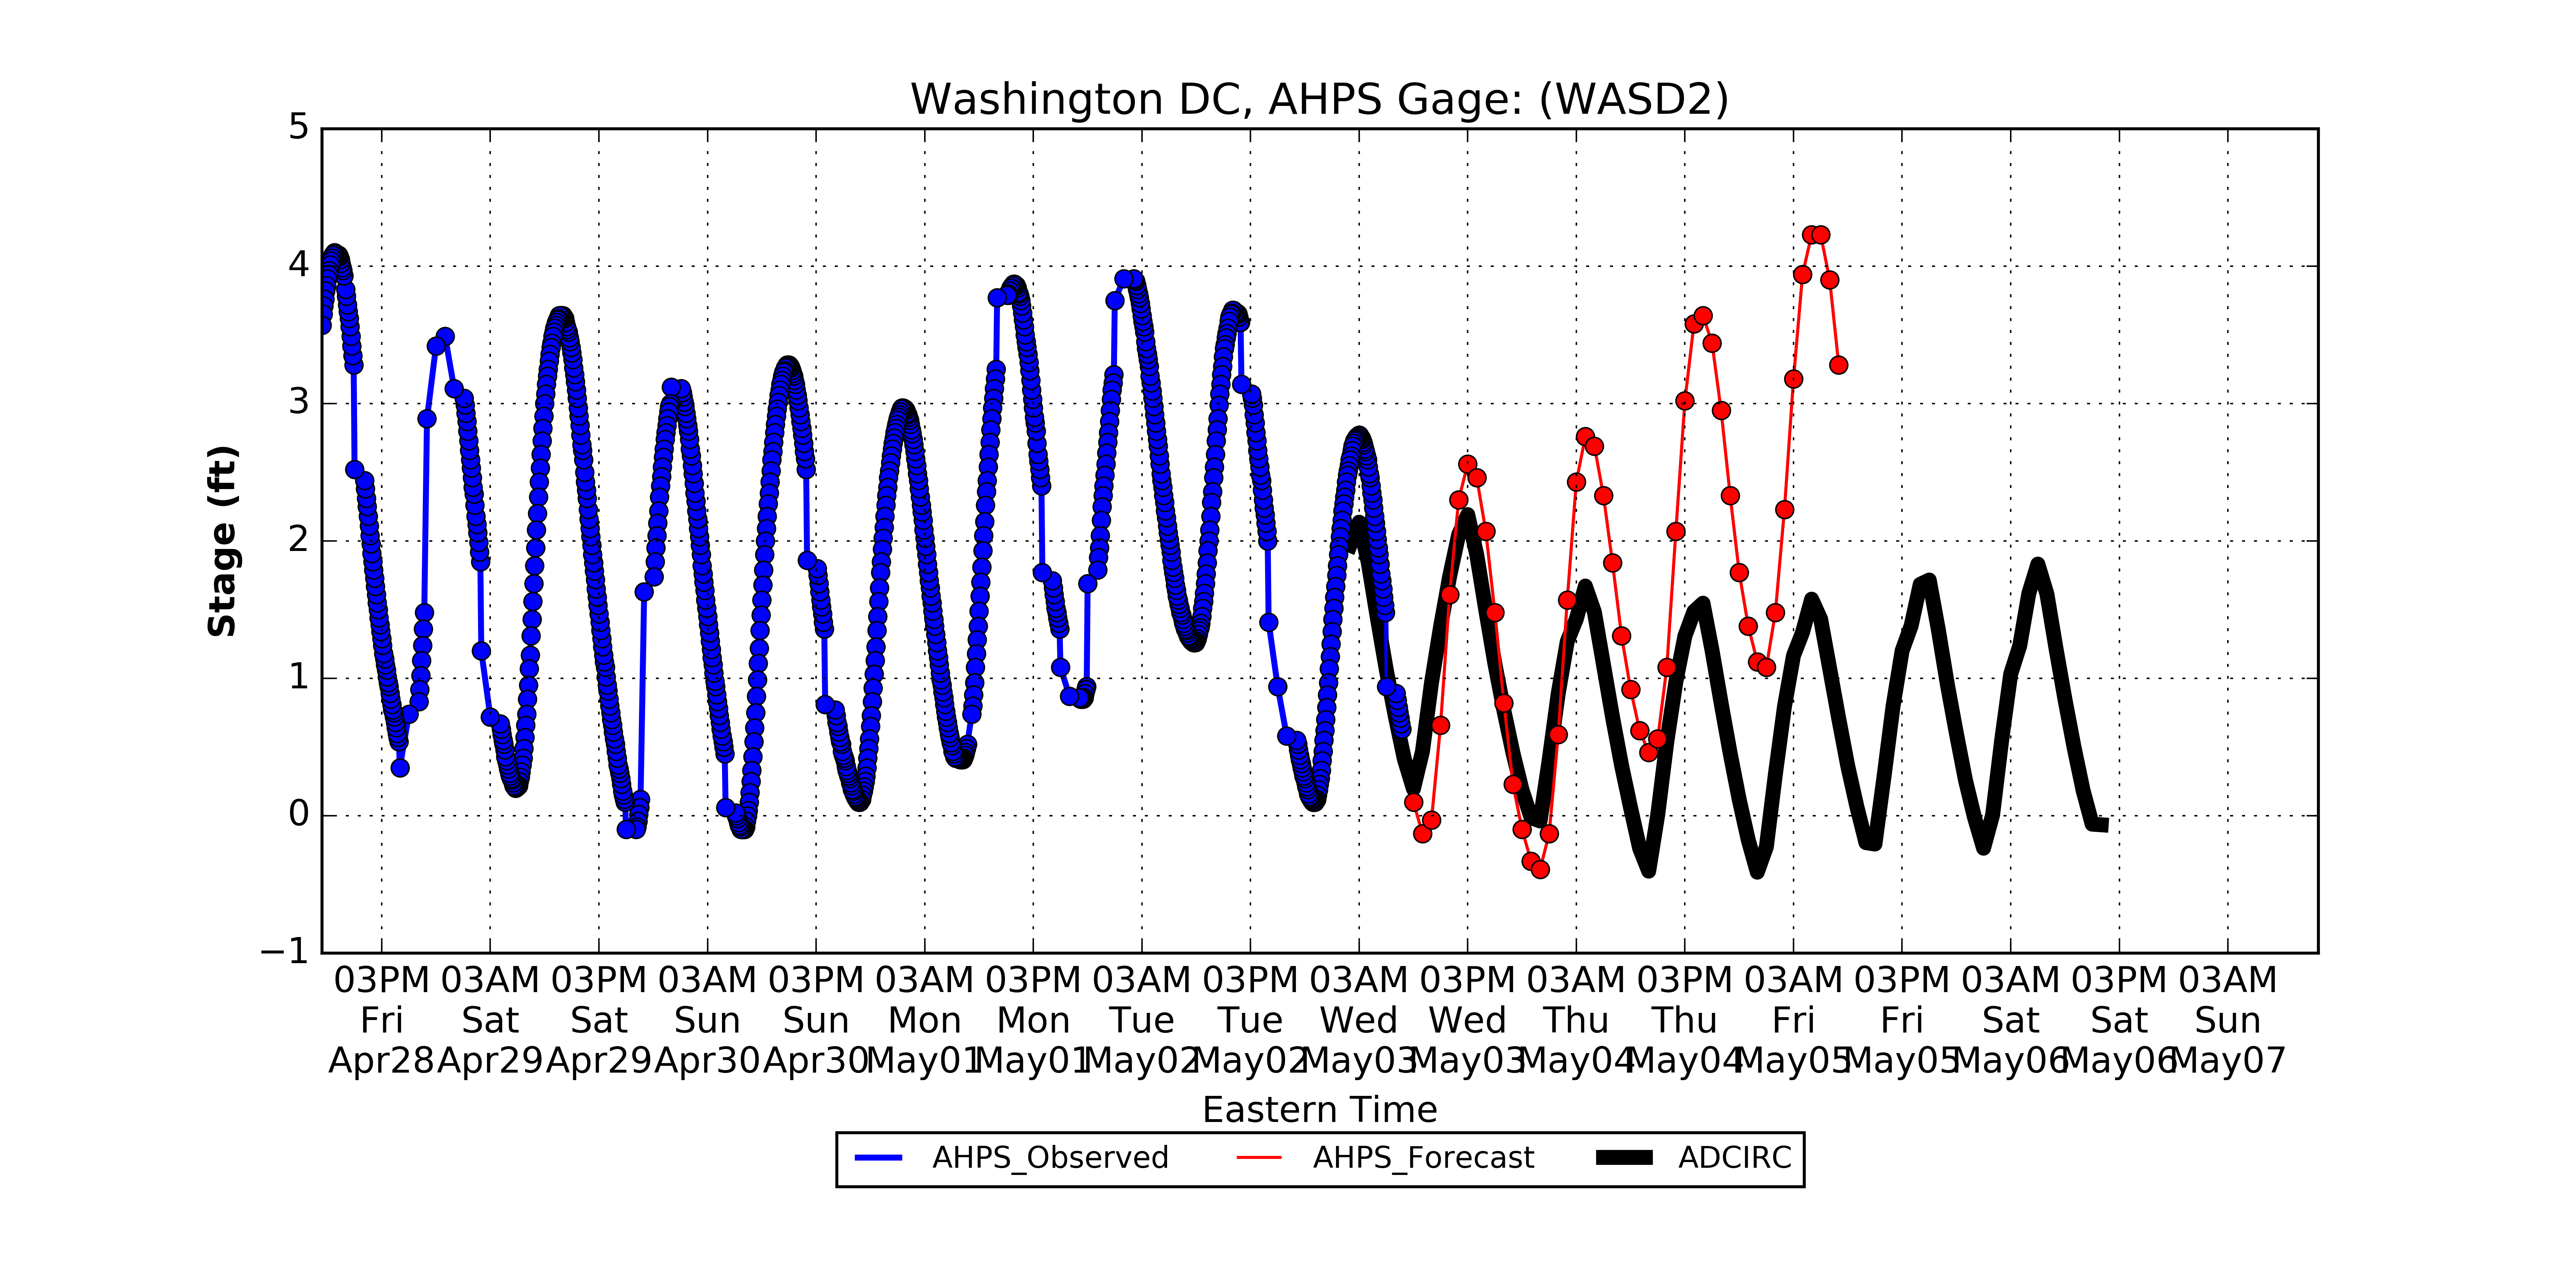 Washington DC, AHPS Gage: (WASD2)
5
4
3
2
1
0
−1
Stage (ft)
03PM 03AM 03PM 03AM 03PM 03AM 03PM 03AM 03PM 03AM 03PM 03AM 03PM 03AM 03PM 03AM 03PM 03AM
Fri Sat Sat Sun Sun Mon Mon Tue Tue Wed Wed Thu Thu Fri Fri Sat Sat Sun
Apr28 Apr29 Apr29 Apr30 Apr30 May01 May01 May02 May02 May03 May03 May04 May04 May05 May05 May06 May06 May07
Eastern Time
AHPS_Observed AHPS_Forecast ADCIRC